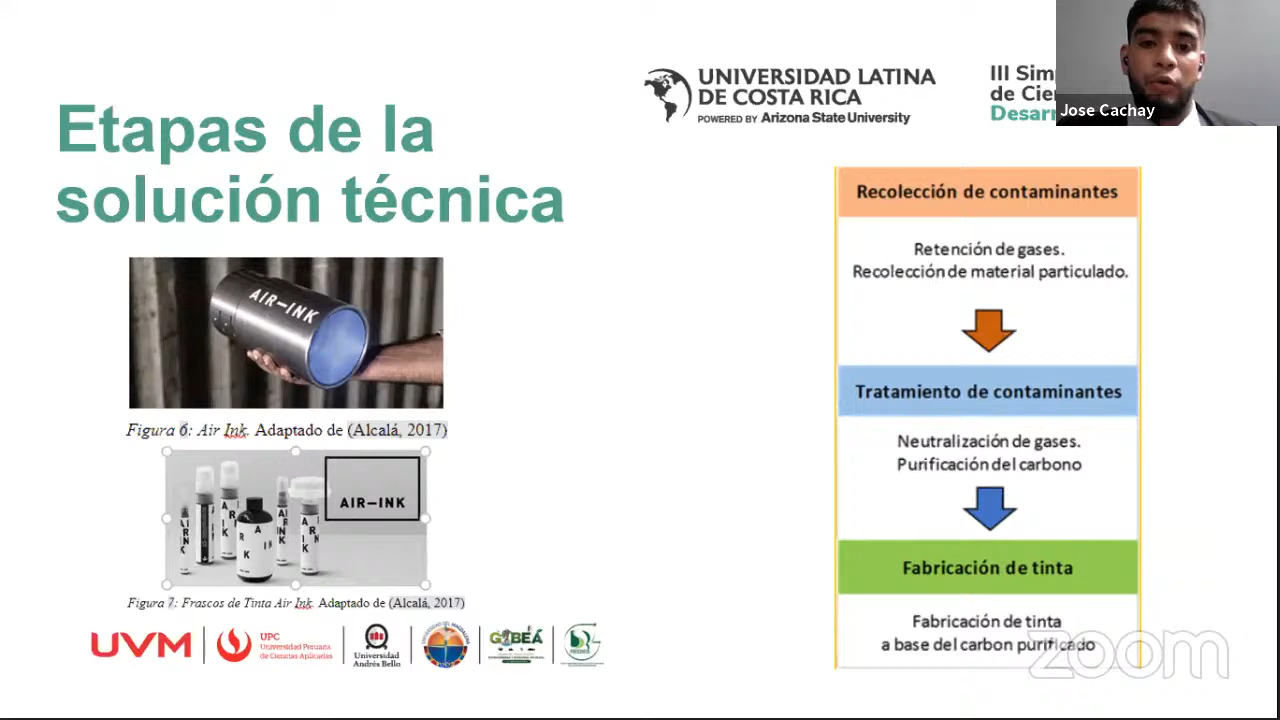 UNIVERSIDAD LATINA
DE COSTA RICA
POWERED BY Arizona State University
III Sim
de Cie
Desar
Jose Cachay
Etapas de la
solución técnica
AIR-INK
Figura 6: Air Ink. Adaptado de (Alcalá, 2017)
AIR-INK
Figura 7: Frascos de Tinta Air Ink. Adaptado de (Alcalá, 2017)
Recolección de contaminantes
Retención de gases.
Recolección de material particulado.
Tratamiento de contaminantes
Neutralización de gases.
Purificación del carbono
Fabricación de tinta
Fabricación de tinta
a base del carbon purificado
zoom
UVM
UPC
Universidad Peruana
de Ciencias Aplicadas
Universidad
Andrés Bello